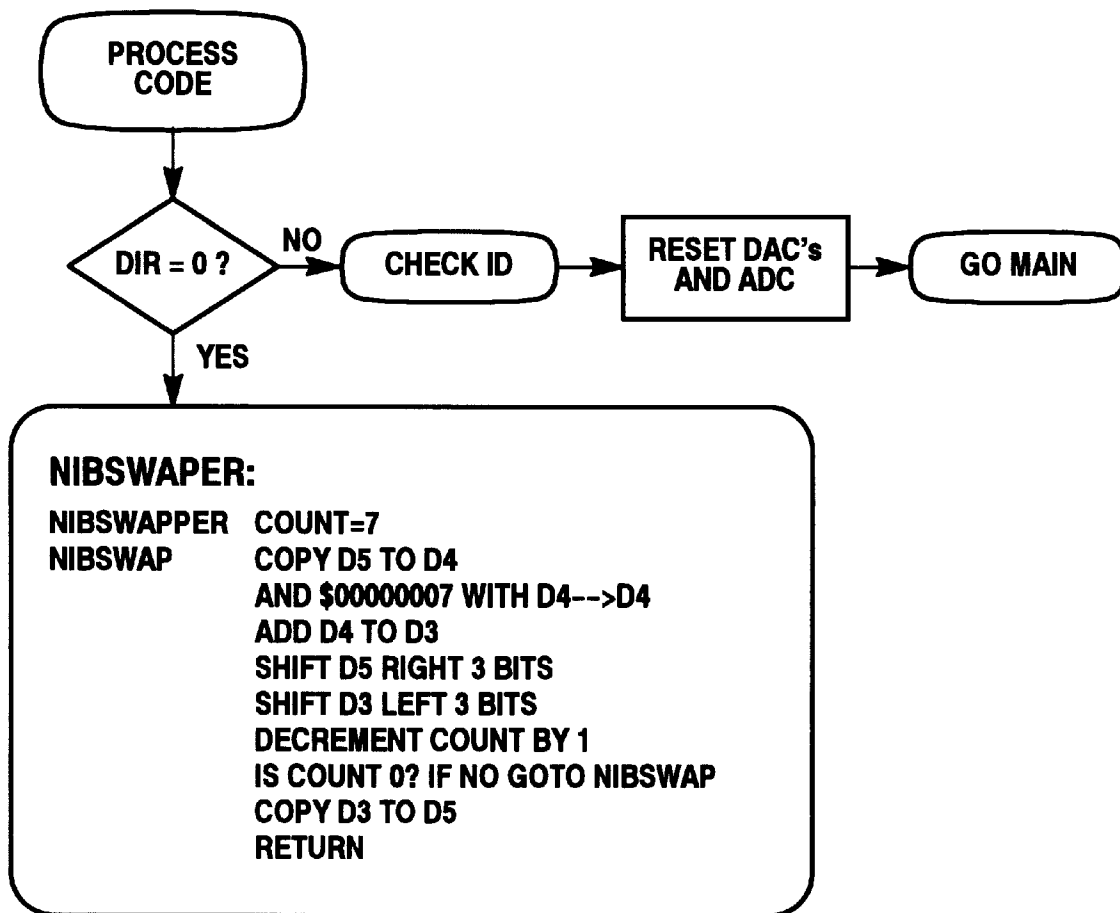 PROCESS
CODE
DIR = 0 ?
NO
CHECK ID
RESET DAC's
AND ADC
GO MAIN
YES
NIBSWAPER:
NIBSWAPPER COUNT=7
NIBSWAP COPY D5 TO D4
AND $00000007 WITH D4-->D4
ADD D4 TO D3
SHIFT D5 RIGHT 3 BITS
SHIFT D3 LEFT 3 BITS
DECREMENT COUNT BY 1
IS COUNT 0? IF NO GOTO NIBSWAP
COPY D3 TO D5
RETURN